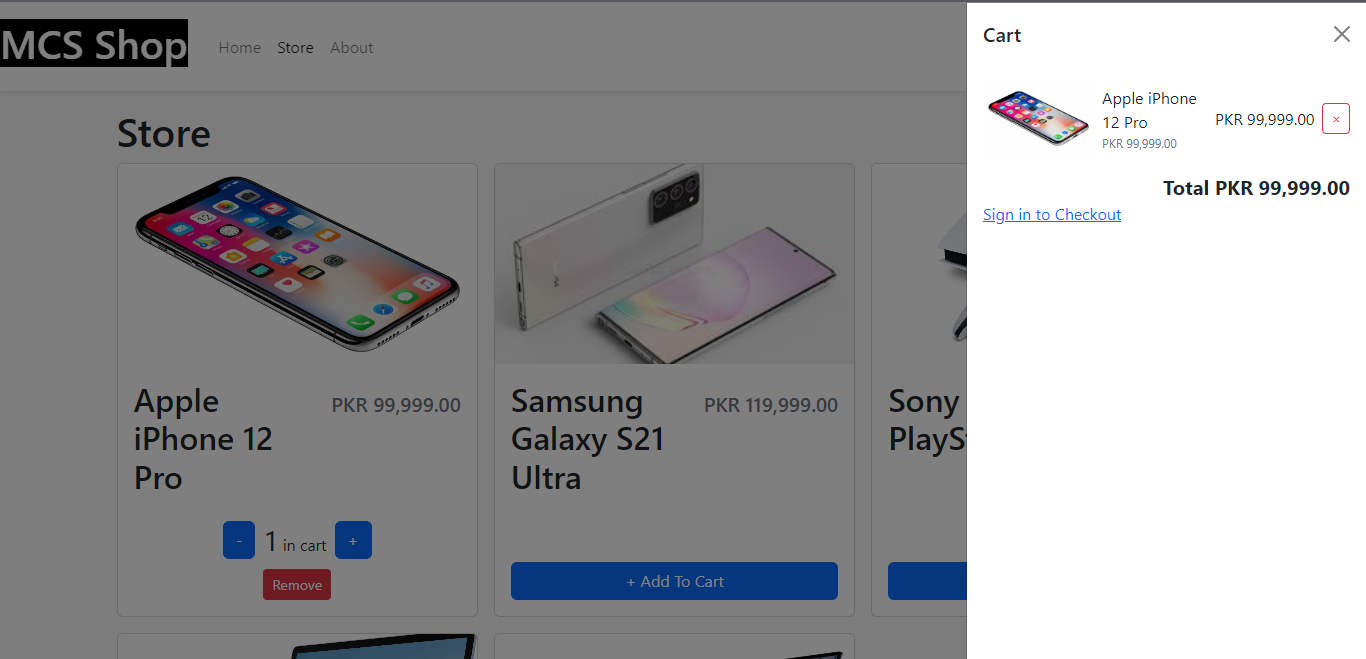 MCS Shop
Home Store About
Store
Apple
iPhone 12
Pro
PKR 99,999.00
- 1 in cart +
Remove
Samsung
Galaxy S21
Ultra
PKR 119,999.00
+ Add To Cart
Sony
Cart
Apple iPhone
12 Pro
PKR 99,999.00
PKR 99,999.00 ×
Total PKR 99,999.00
Sign in to Checkout